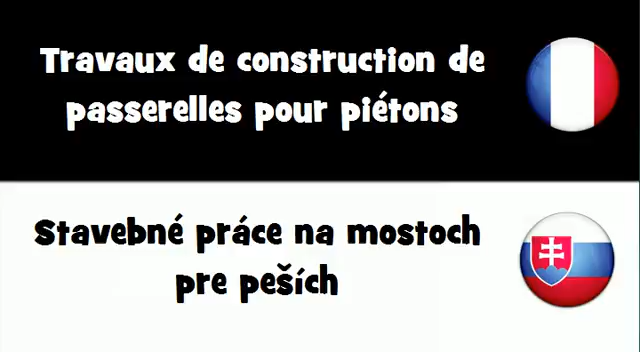 Travaux de construction de
passerelles pour piétons
Stavebné práce na mostoch
pre peších